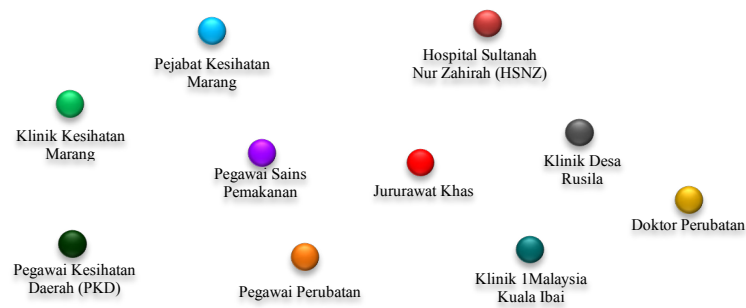 Pejabat Kesihatan
Marang
Hospital Sultanah
Nur Zahirah (HSNZ)
Klinik Kesihatan
Marang
Pegawai Sains
Pemakanan
Jururawat Khas
Klinik Desa
Rusila
Doktor Perubatan
Pegawai Kesihatan
Daerah (PKD)
Pegawai Perubatan
Klinik 1Malaysia
Kuala Ibai